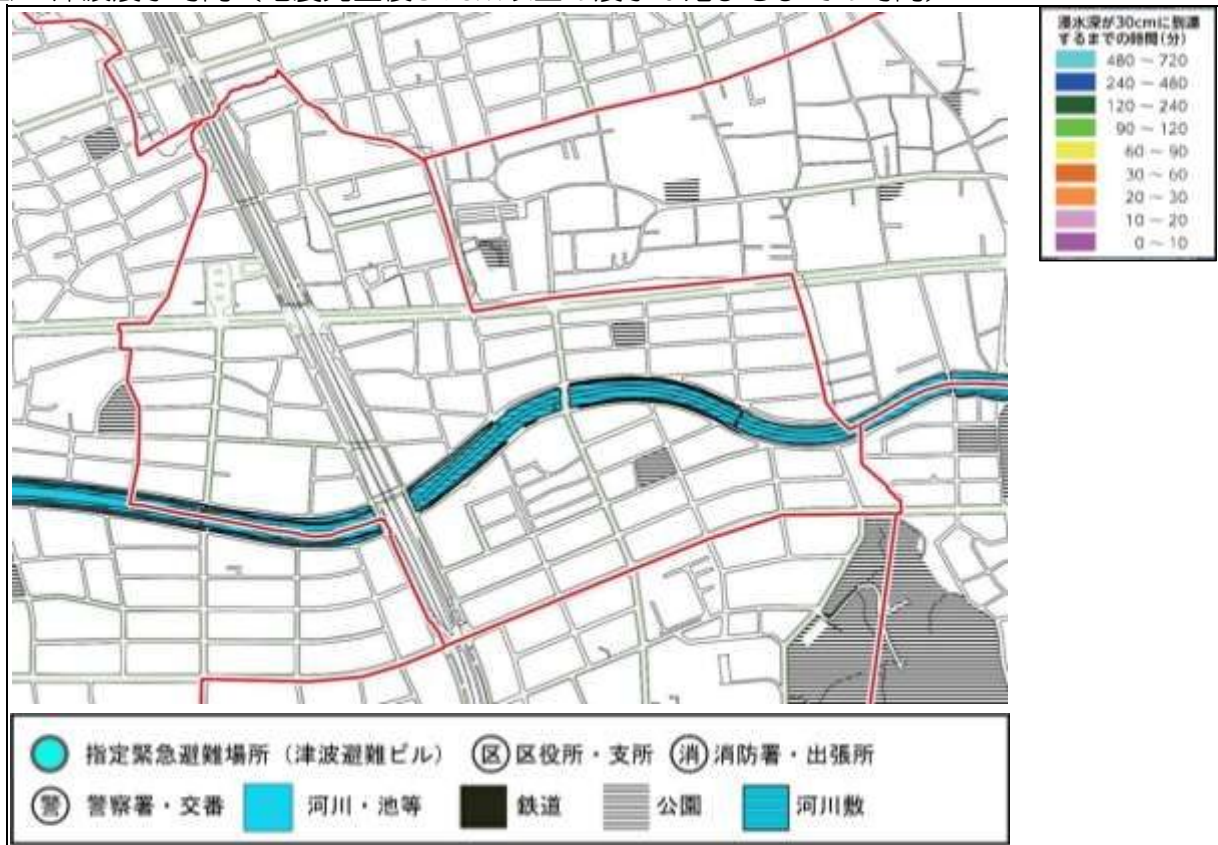 浸水深が30cmに到達
するまでの時間(分)
480 ～ 720
240 ～ 480
120 ～ 240
90 ～ 120
60 ～ 90
30 ～ 60
20 ～ 30
10 ～ 20
0 ～ 10
指定緊急避難場所（津波避難ビル） 区 区役所・支所 消 消防署・出張所
警 警察署・交番 河川・池等 鉄道 公園 河川敷